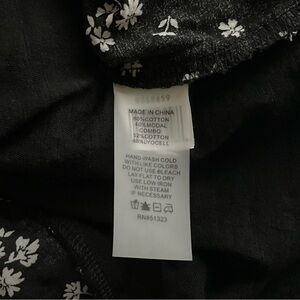 MADE IN CHINA
60%COTTON
40%MODAL
COMBO
52%COTTON
48%LYOCELL
HAND WASH COLD
WITH LIKE COLORS
DO NOT USE BLEACH
LAY FLAT TO DRY
USE LOW IRON
WITH STEAM
IF NECESSARY
RN#51323